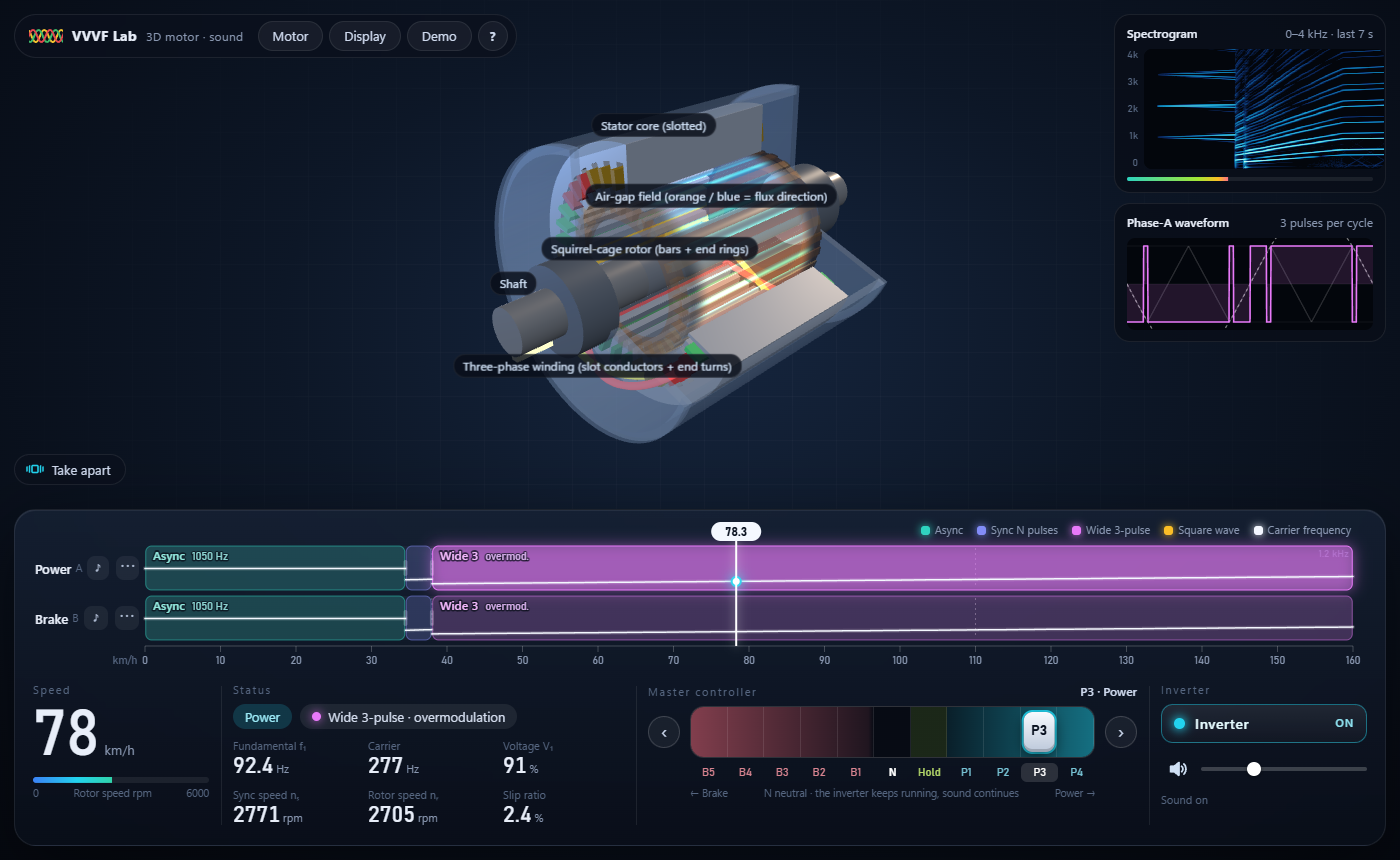 VVVF Lab 3D motor · sound Motor Display Demo ?
Spectrogram 0–4 kHz · last 7 s
4k
3k
2k
1k
0
Phase-A waveform 3 pulses per cycle
Stator core (slotted)
Air-gap field (orange / blue = flux direction)
Squirrel-cage rotor (bars + end rings)
Shaft
Three-phase winding (slot conductors + end turns)
Take apart
78.3
Async Sync N pulses Wide 3-pulse Square wave Carrier frequency
Power A ♪ ··· Async 1050 Hz Wide 3 overmod. 1.2 kHz
Brake B ♪ ··· Async 1050 Hz Wide 3 overmod.
km/h 0 10 20 30 40 50 60 70 80 90 100 110 120 130 140 150 160
Speed
78 km/h
0 Rotor speed rpm 6000
Status
Power Wide 3-pulse · overmodulation
Fundamental f₁ Carrier Voltage V₁
92.4 Hz 277 Hz 91 %
Sync speed nₛ Rotor speed nᵣ Slip ratio
2771 rpm 2705 rpm 2.4 %
Master controller P3 · Power
‹ P3 ›
B5 B4 B3 B2 B1 N Hold P1 P2 P3 P4
← Brake N neutral · the inverter keeps running, sound continues Power →
Inverter
Inverter ON
Sound on